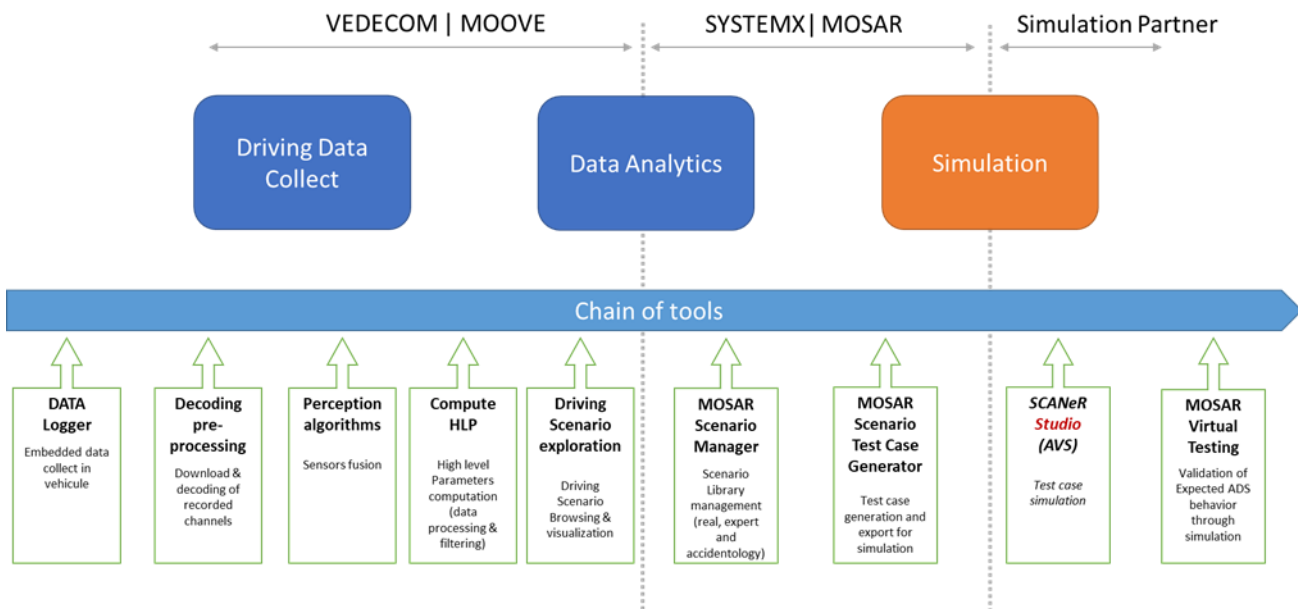 VEDECOM | MOOVE
SYSTEMX| MOSAR
Simulation Partner
Driving Data
Collect
Data Analytics
Simulation
Chain of tools
DATA
Logger
Embedded data
collect in
vehicule
Decoding
pre-
processing
Download &
decoding of
recorded
channels
Perception
algorithms
Sensors fusion
Compute
HLP
High level
Parameters
computation
(data
processing &
filtering)
Driving
Scenario
exploration
Driving
Scenario
Browsing &
visualization
MOSAR
Scenario
Manager
Scenario
Library
management
(real, expert
and
accidentology)
MOSAR
Scenario
Test Case
Generator
Test case
generation and
export for
simulation
SCANeR
Studio
(AVS)
Test case
simulation
MOSAR
Virtual
Testing
Validation of
Expected ADS
behavior
through
simulation